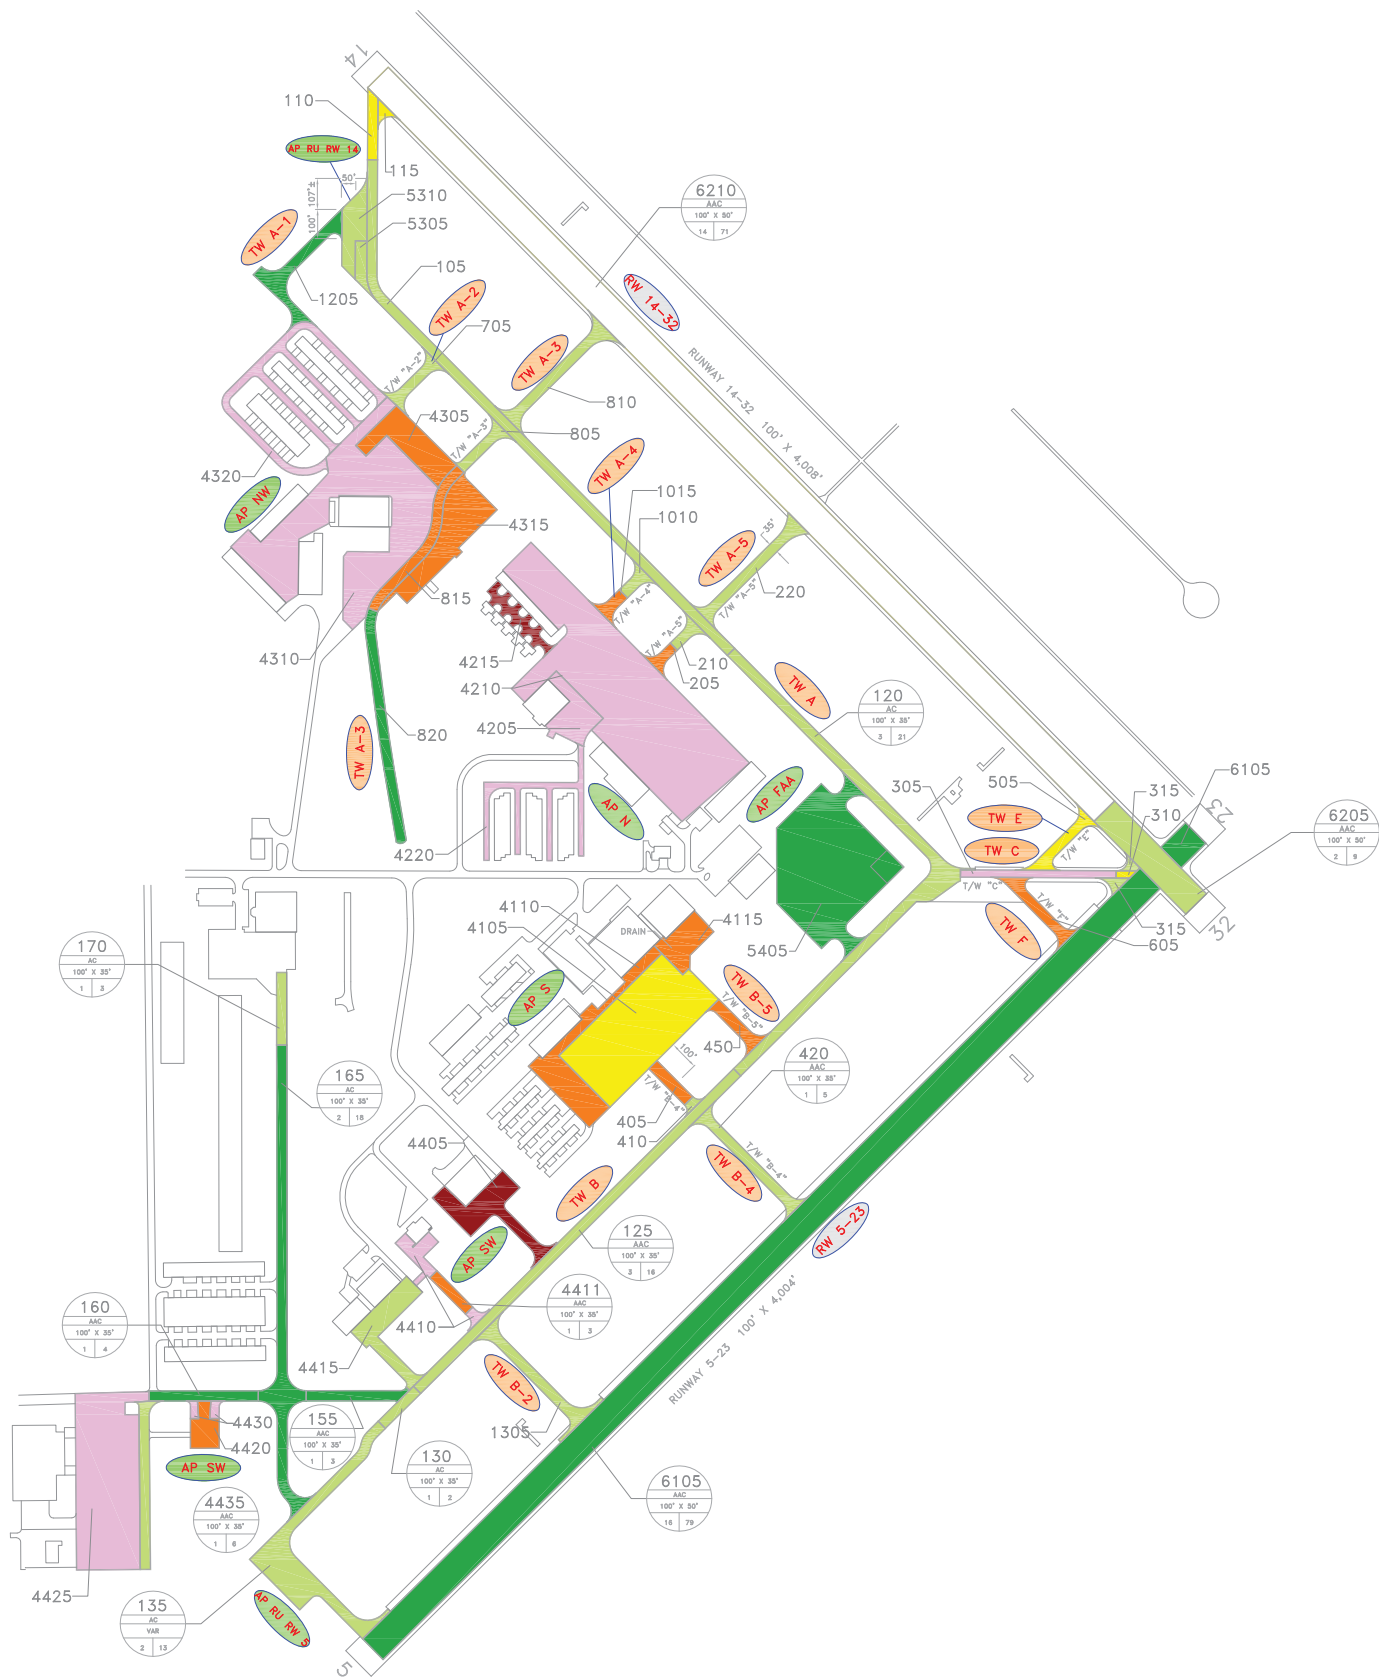 14
110
AP RU RW 14
115
50'
107'±
100'
5310
5305
TW A-1
105
1205
TW A-2
705
6210
AAC
100' X 50'
14 71
RW 14-32
T/W "A-2"
TW A-3
810
RUNWAY 14-32 100' X 4,008'
4305
T/W "A-3"
805
4320
AP NW
TW A-4
1015
1010
4315
TW A-5
35'
815
T/W "A-4"
220
T/W "A-5"
T/W "A-5"
4310
4215
210
205
4210
4205
TW A
120
AC
100' X 35'
3 21
TW A-3
820
305
505
6105
315
310
23
AP N
AP FAA
TW E
TW C
T/W "E"
6205
AAC
100' X 50'
2 9
4220
T/W "C"
T/W "F"
TW F
315
605
32
4110
4105
DRAIN
4115
5405
170
AC
100' X 35'
1 3
AP S
TW B-5
T/W "B-5"
450
100'
420
AAC
100' X 35'
1 5
165
AC
100' X 35'
2 18
T/W "B-4"
405
410
4405
T/W "B-4"
TW B-4
TW B
RW 5-23
125
AAC
100' X 35'
3 16
AP SW
4411
AAC
100' X 35'
1 3
4410
160
AAC
100' X 35'
1 4
4415
TW B-2
RUNWAY 5-23 100' X 4,004'
1305
4430
4420
155
AAC
100' X 35'
1 3
AP SW
130
AC
100' X 35'
1 2
6105
AAC
100' X 50'
16 79
4435
AAC
100' X 35'
1 6
4425
135
AC
VAR
2 13
AP RU RW 5
5